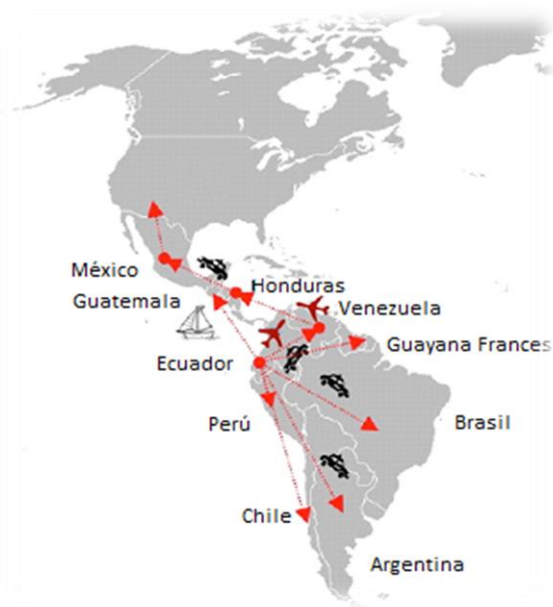 México
Honduras
Guatemala
Venezuela
Guayana Frances
Ecuador
Perú
Brasil
Chile
Argentina